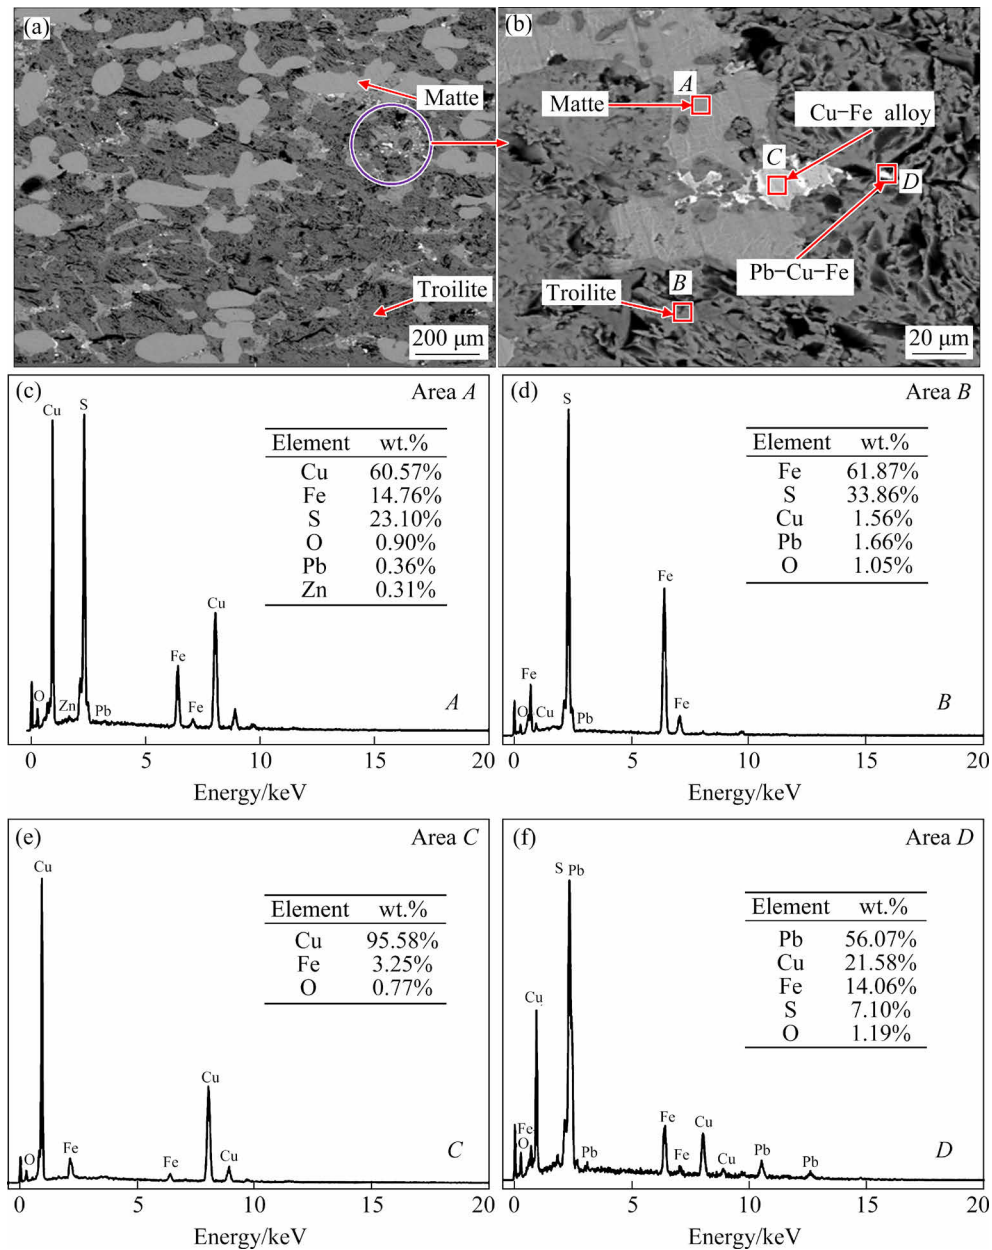 (a)
Matte
Troilite
200 μm
(b)
A
Matte
Cu−Fe alloy
C
D
Pb−Cu−Fe
B
Troilite
20 μm
(c)
Area A
Cu
S
Element wt.%
Cu 60.57%
Fe 14.76%
S 23.10%
O 0.90%
Pb 0.36%
Zn 0.31%
Cu
Fe
O
Zn
Pb
Fe
A
0 5 10 15 20
Energy/keV
(d)
Area B
S
Element wt.%
Fe 61.87%
S 33.86%
Cu 1.56%
Pb 1.66%
O 1.05%
Fe
Fe
O
Cu
Pb
Fe
B
0 5 10 15 20
Energy/keV
(e)
Area C
Cu
Element wt.%
Cu 95.58%
Fe 3.25%
O 0.77%
Cu
O
Fe
Fe
Cu
C
0 5 10 15 20
Energy/keV
(f)
Area D
S Pb
Element wt.%
Pb 56.07%
Cu 21.58%
Fe 14.06%
S 7.10%
O 1.19%
Cu
Fe
O
Pb
Fe
Fe
Cu
Cu
Pb
Pb
D
0 5 10 15 20
Energy/keV